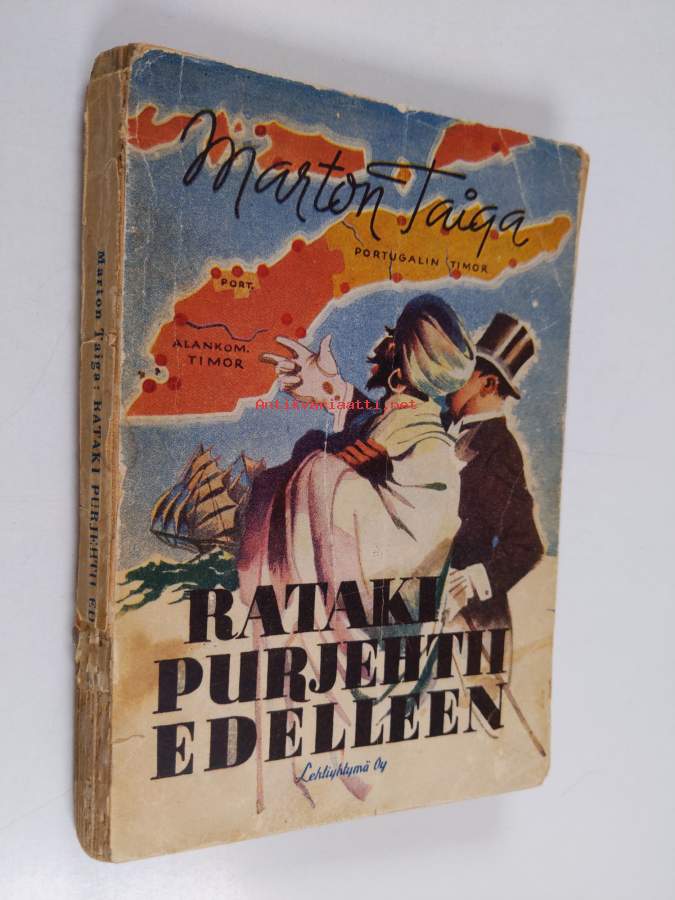 Marton Taiga
PORTUGALIN TIMOR
PORT.
ALANKOM.
TIMOR
Antikvariaatti.net
RATAKI
PURJEHTII
EDELLEEN
Lehtiyhtymä Oy
Marton Taiga: RATAKI PURJEHTII ED